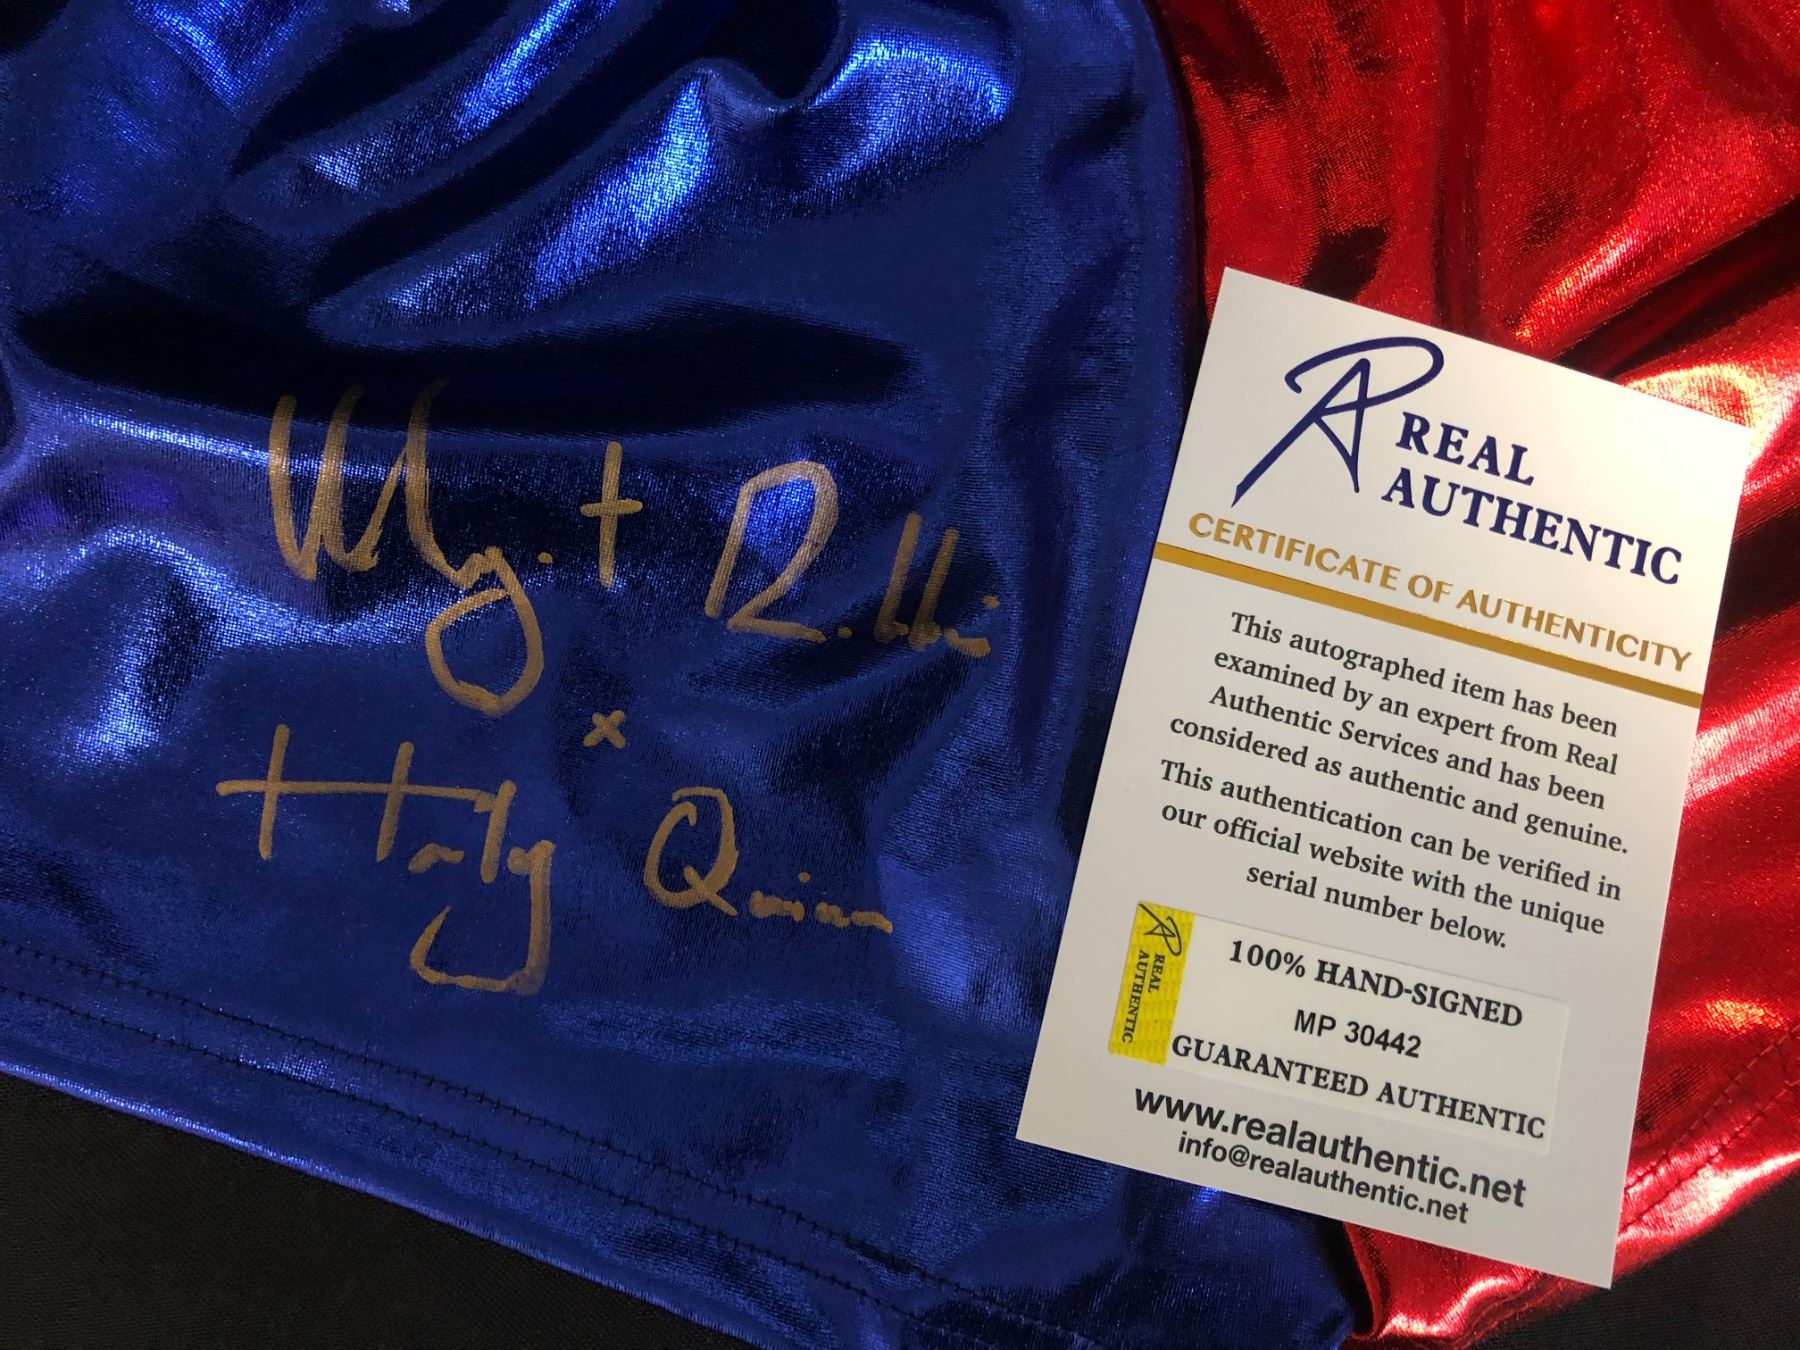 Harley Quinn
REAL
AUTHENTIC
CERTIFICATE OF AUTHENTICITY
This autographed item has been
examined by an expert from Real
Authentic Services and has been
considered as authentic and genuine.
This authentication can be verified in
our official website with the unique
serial number below.
REAL
AUTHENTIC
100% HAND-SIGNED
MP 30442
GUARANTEED AUTHENTIC
www.realauthentic.net
info@realauthentic.net